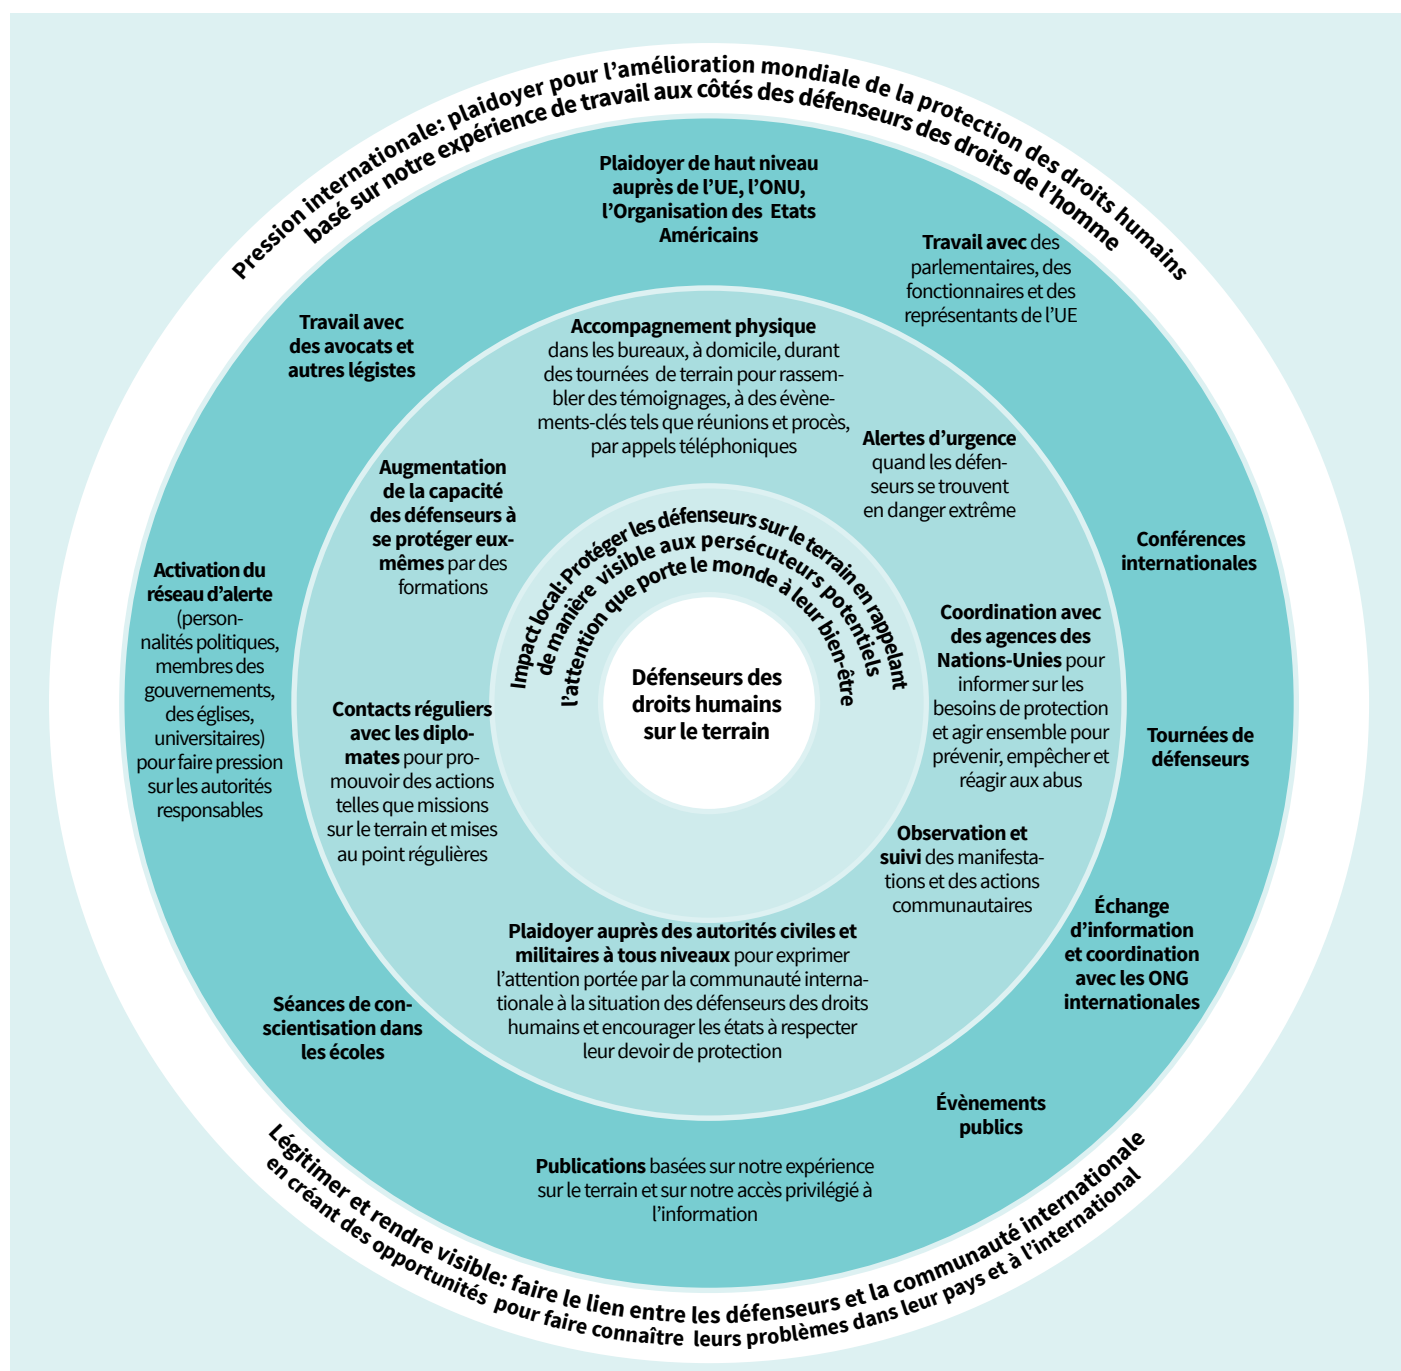 Pression internationale: plaidoyer pour l’amélioration mondiale de la protection des droits humains
basé sur notre expérience de travail aux côtés des défenseurs des droits de l’homme
Plaidoyer de haut niveau
auprès de l’UE, l’ONU,
l’Organisation des Etats
Américains
Travail avec des
parlementaires, des
fonctionnaires et des
représentants de l’UE
Travail avec
des avocats et
autres légistes
Accompagnement physique
dans les bureaux, à domicile, durant
des tournées de terrain pour rassem-
bler des témoignages, à des évène-
ments-clés tels que réunions et procès,
par appels téléphoniques
Alertes d’urgence
quand les défen-
seurs se trouvent
en danger extrême
Augmentation
de la capacité
des défenseurs à
se protéger eux-
mêmes par des
formations
Impact local: Protéger les défenseurs sur le terrain en rappelant
de manière visible aux persécuteurs potentiels
l’attention que porte le monde à leur bien-être
Défenseurs des
droits humains
sur le terrain
Conférences
internationales
Activation du
réseau d’alerte
(person-
nalités politiques,
membres des
gouvernements,
des églises,
universitaires)
pour faire pression
sur les autorités
responsables
Coordination avec
des agences des
Nations-Unies pour
informer sur les
besoins de protection
et agir ensemble pour
prévenir, empêcher et
réagir aux abus
Contacts réguliers
avec les diplo-
mates pour pro-
mouvoir des actions
telles que missions
sur le terrain et mises
au point régulières
Tournées de
défenseurs
Observation et
suivi des manifesta-
tions et des actions
communautaires
Échange
d’information
et coordination
avec les ONG
internationales
Plaidoyer auprès des autorités civiles et
militaires à tous niveaux pour exprimer
l’attention portée par la communauté interna-
tionale à la situation des défenseurs des droits
humains et encourager les états à respecter
leur devoir de protection
Séances de con-
scientisation dans
les écoles
Évènements
publics
Publications basées sur notre expérience
sur le terrain et sur notre accès privilégié à
l’information
Légitimer et rendre visible: faire le lien entre les défenseurs et la communauté internationale
en créant des opportunités pour faire connaître leurs problèmes dans leur pays et à l’international